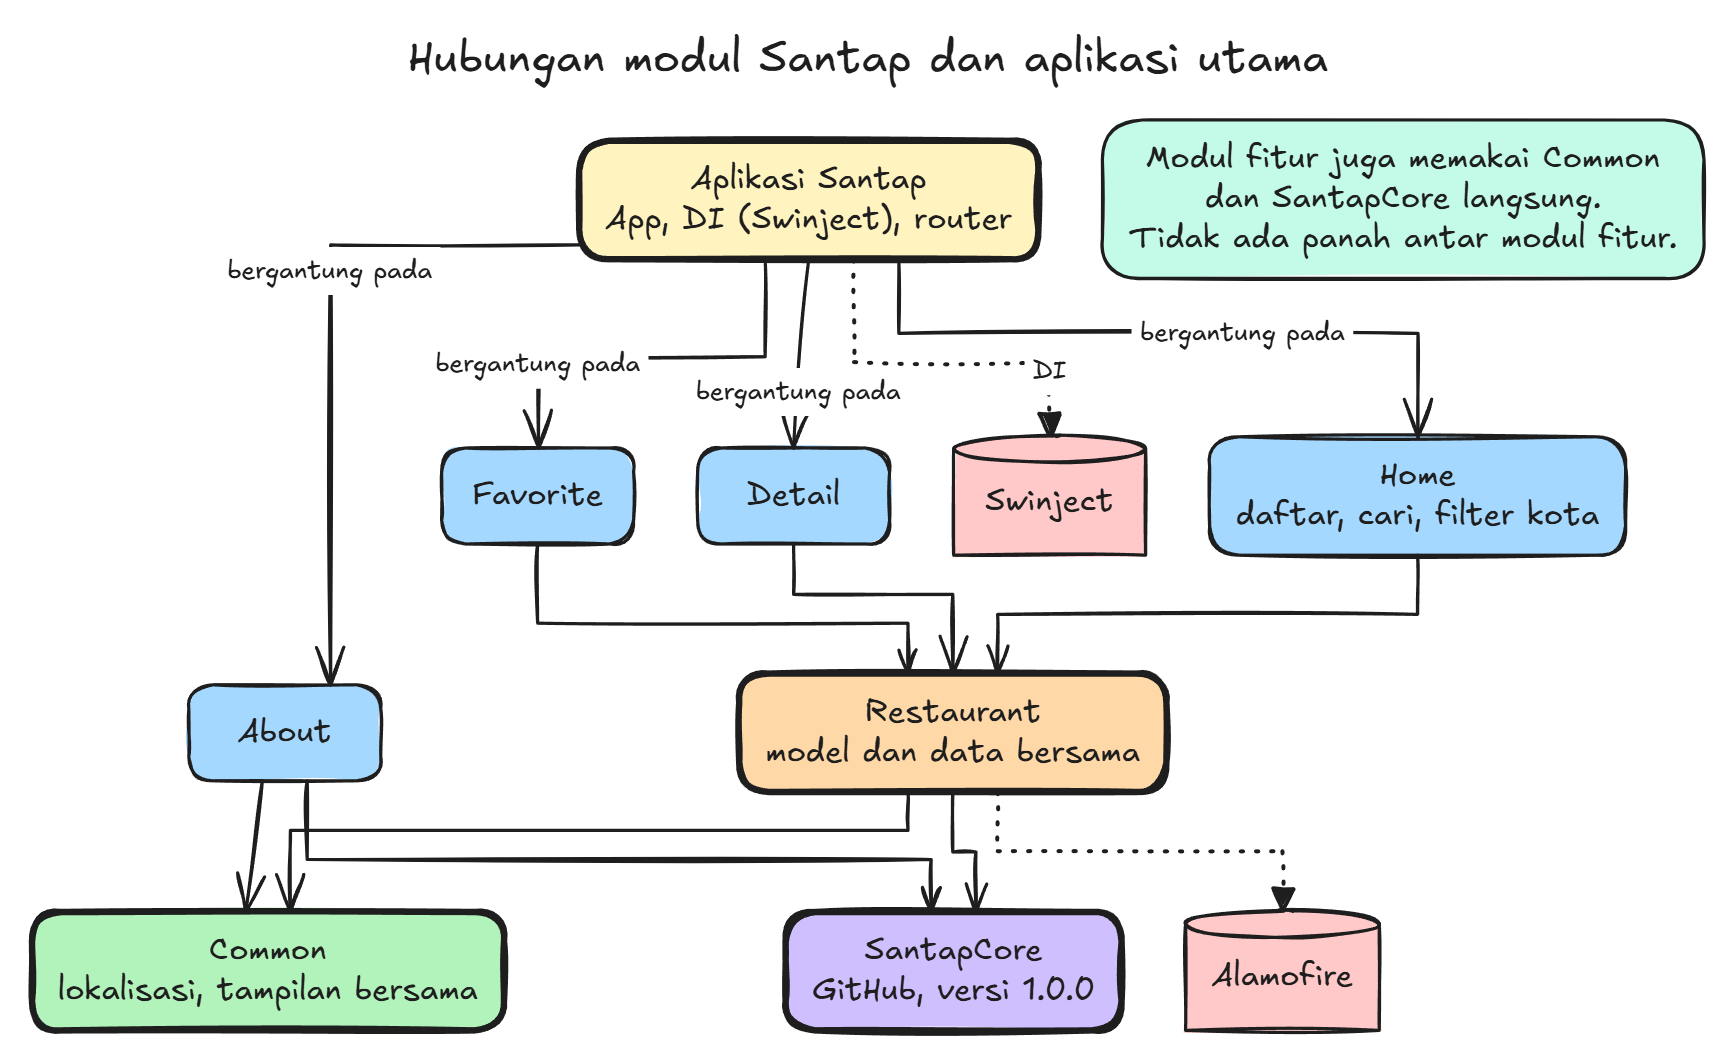 Hubungan modul Santap dan aplikasi utama
Aplikasi Santap
App, DI (Swinject), router
Modul fitur juga memakai Common
dan SantapCore langsung.
Tidak ada panah antar modul fitur.
bergantung pada
bergantung pada
bergantung pada
DI
bergantung pada
Favorite
Detail
Swinject
Home
daftar, cari, filter kota
About
Restaurant
model dan data bersama
Common
lokalisasi, tampilan bersama
SantapCore
GitHub, versi 1.0.0
Alamofire